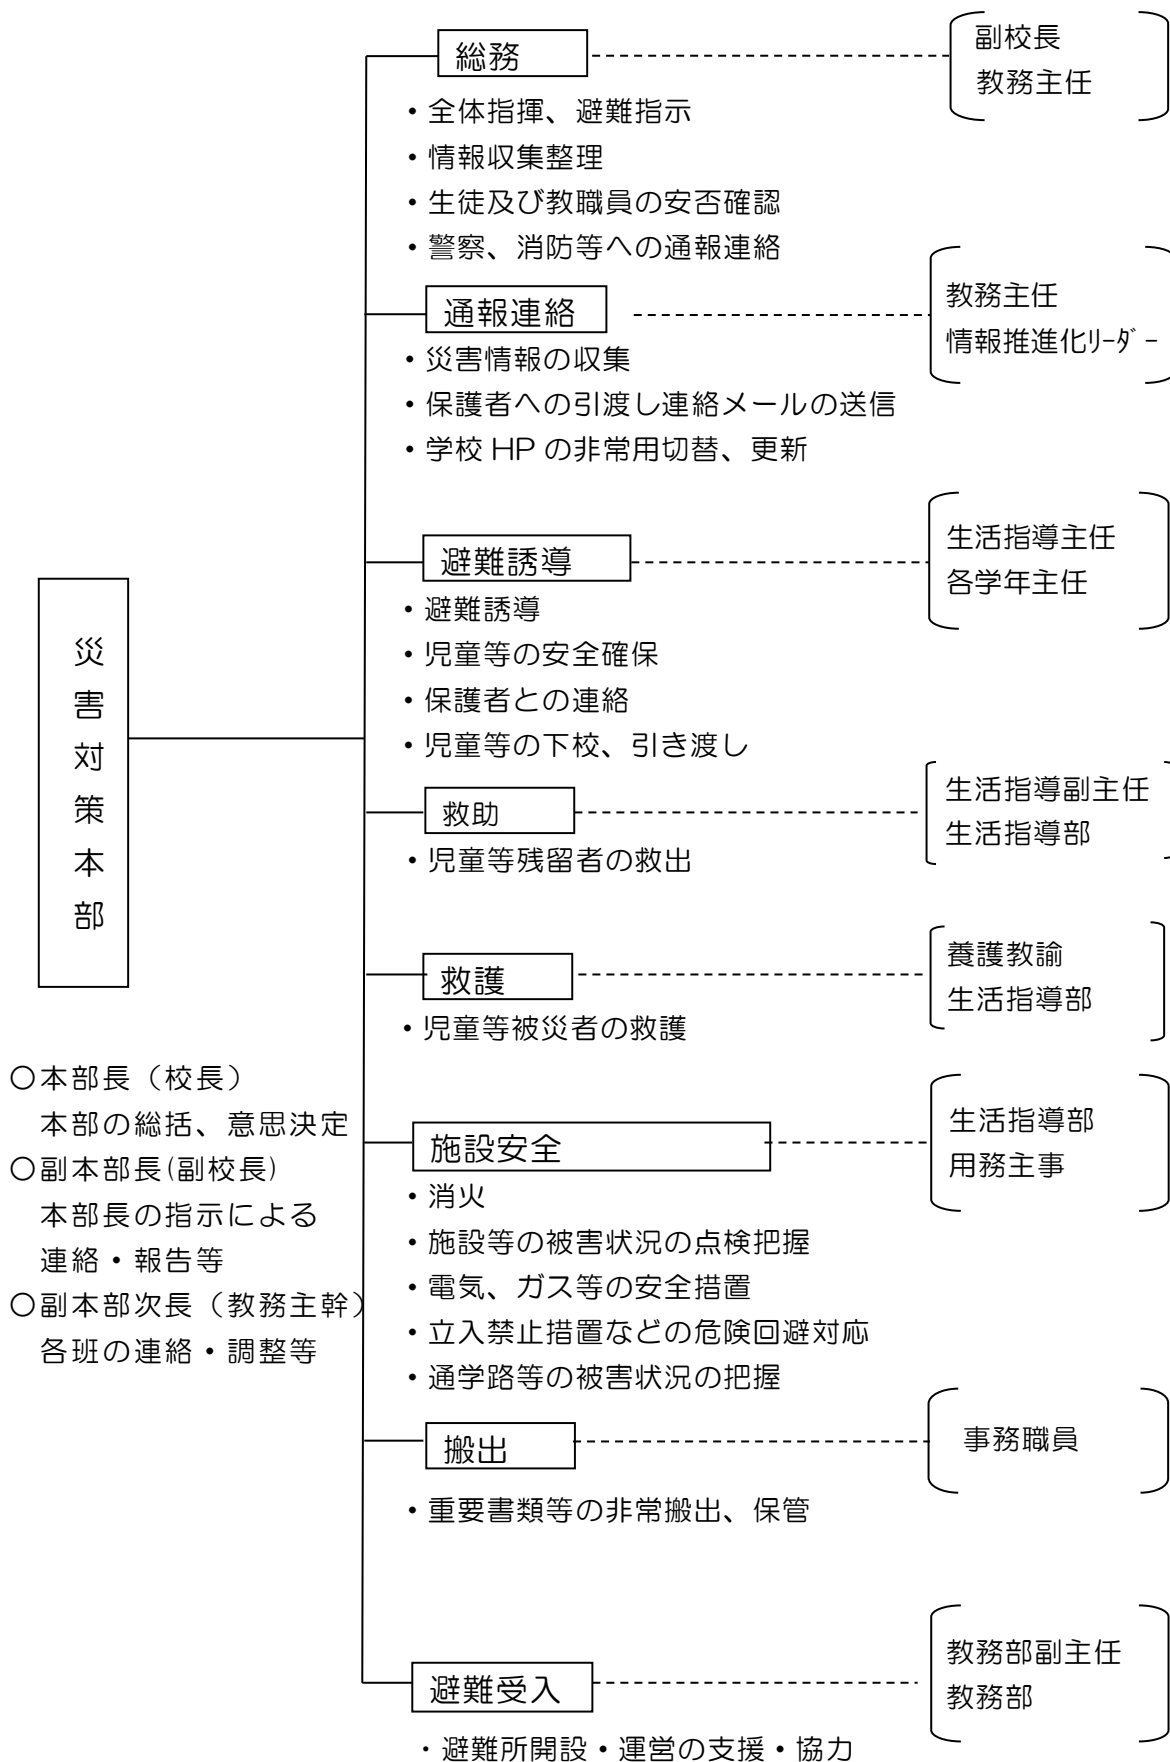 総務
副校長
教務主任
・全体指揮、避難指示
・情報収集整理
・生徒及び教職員の安否確認
・警察、消防等への通報連絡
通報連絡
教務主任
情報推進化ﾘｰﾀﾞｰ
・災害情報の収集
・保護者への引渡し連絡メールの送信
・学校 HP の非常用切替、更新
避難誘導
生活指導主任
各学年主任
・避難誘導
・児童等の安全確保
・保護者との連絡
・児童等の下校、引き渡し
災害対策本部
救助
生活指導副主任
生活指導部
・児童等残留者の救出
救護
養護教諭
生活指導部
・児童等被災者の救護
〇本部長（校長）
本部の総括、意思決定
〇副本部長(副校長)
本部長の指示による
連絡・報告等
〇副本部次長（教務主幹）
各班の連絡・調整等
施設安全
生活指導部
用務主事
・消火
・施設等の被害状況の点検把握
・電気、ガス等の安全措置
・立入禁止措置などの危険回避対応
・通学路等の被害状況の把握
搬出
事務職員
・重要書類等の非常搬出、保管
避難受入
教務部副主任
教務部
・避難所開設・運営の支援・協力